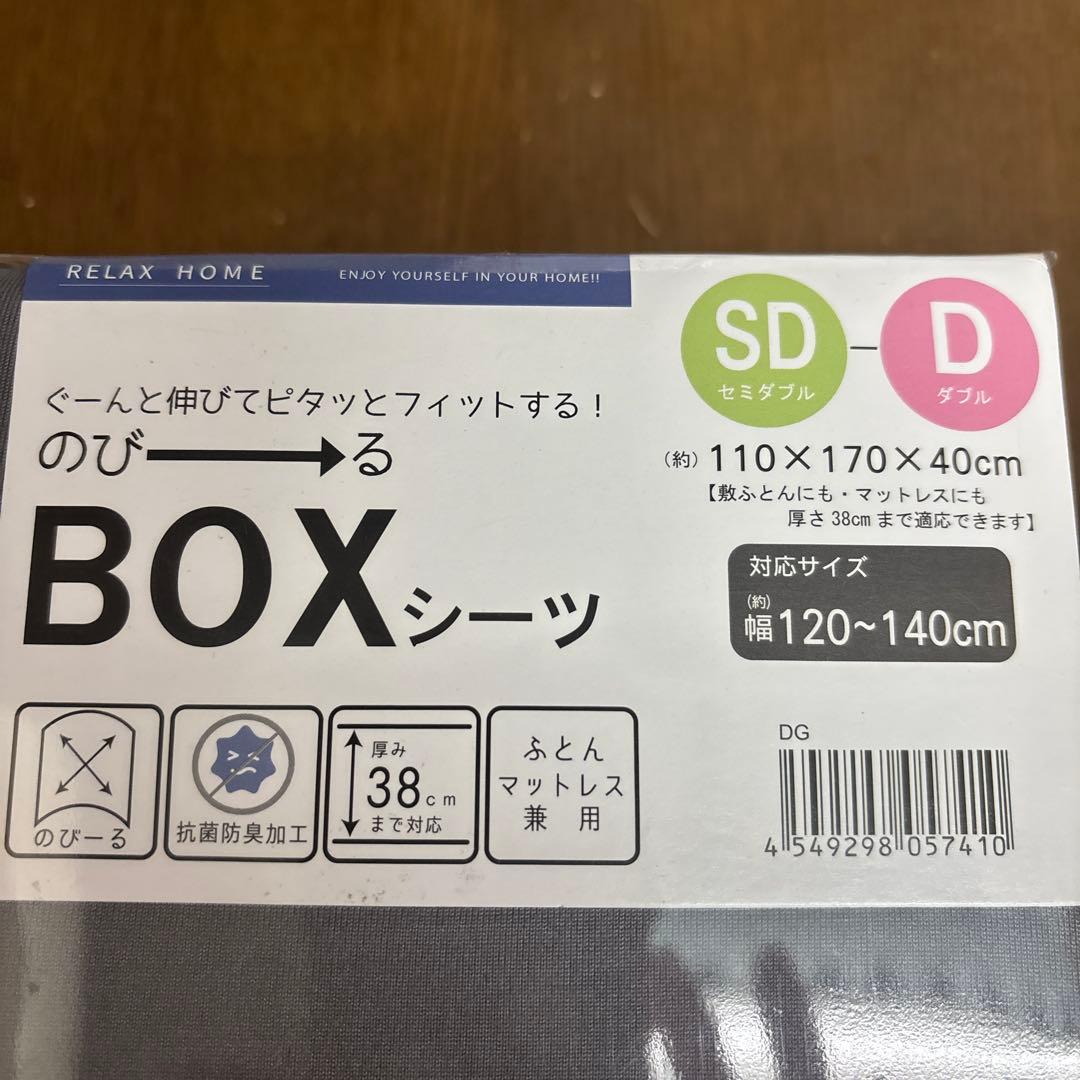 RELAX HOME
ENJOY YOURSELF IN YOUR HOME!!
ぐーんと伸びてピタッとフィットする!
のび→る
BOXシーツ
SD
セミダブル
–
D
ダブル
(約) 110×170×40cm
【敷ふとんにも・マットレスにも
厚さ38cmまで適応できます】
対応サイズ
(約)
幅120~140cm
のびーる
抗菌防臭加工
厚み
38cm
まで対応
ふとん
マットレス
兼用
DG
4 549298 057410